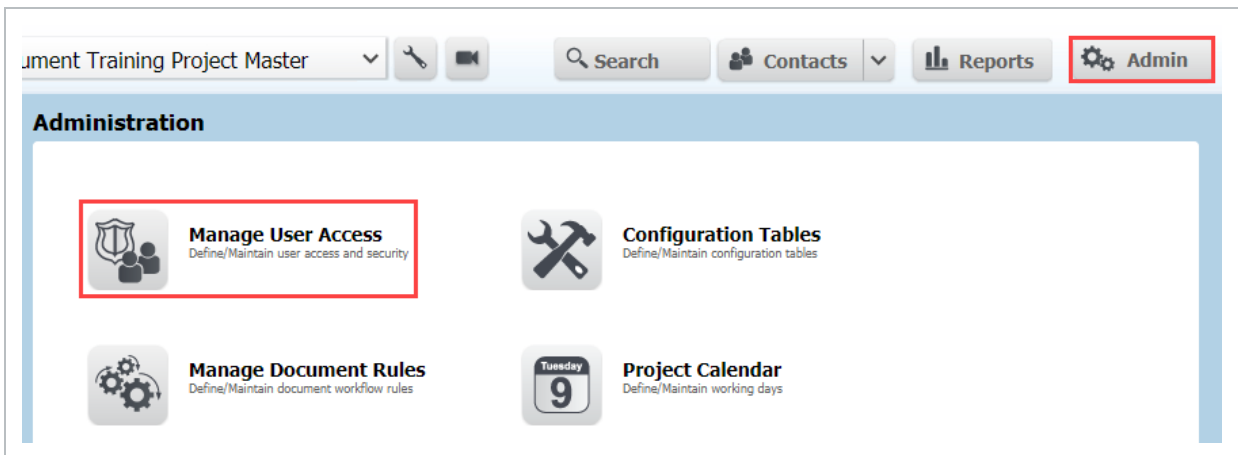 ument Training Project Master
Search
Contacts
Reports
Admin
Administration
Manage User Access
Define/Maintain user access and security
Configuration Tables
Define/Maintain configuration tables
Manage Document Rules
Define/Maintain document workflow rules
Tuesday
9
Project Calendar
Define/Maintain working days